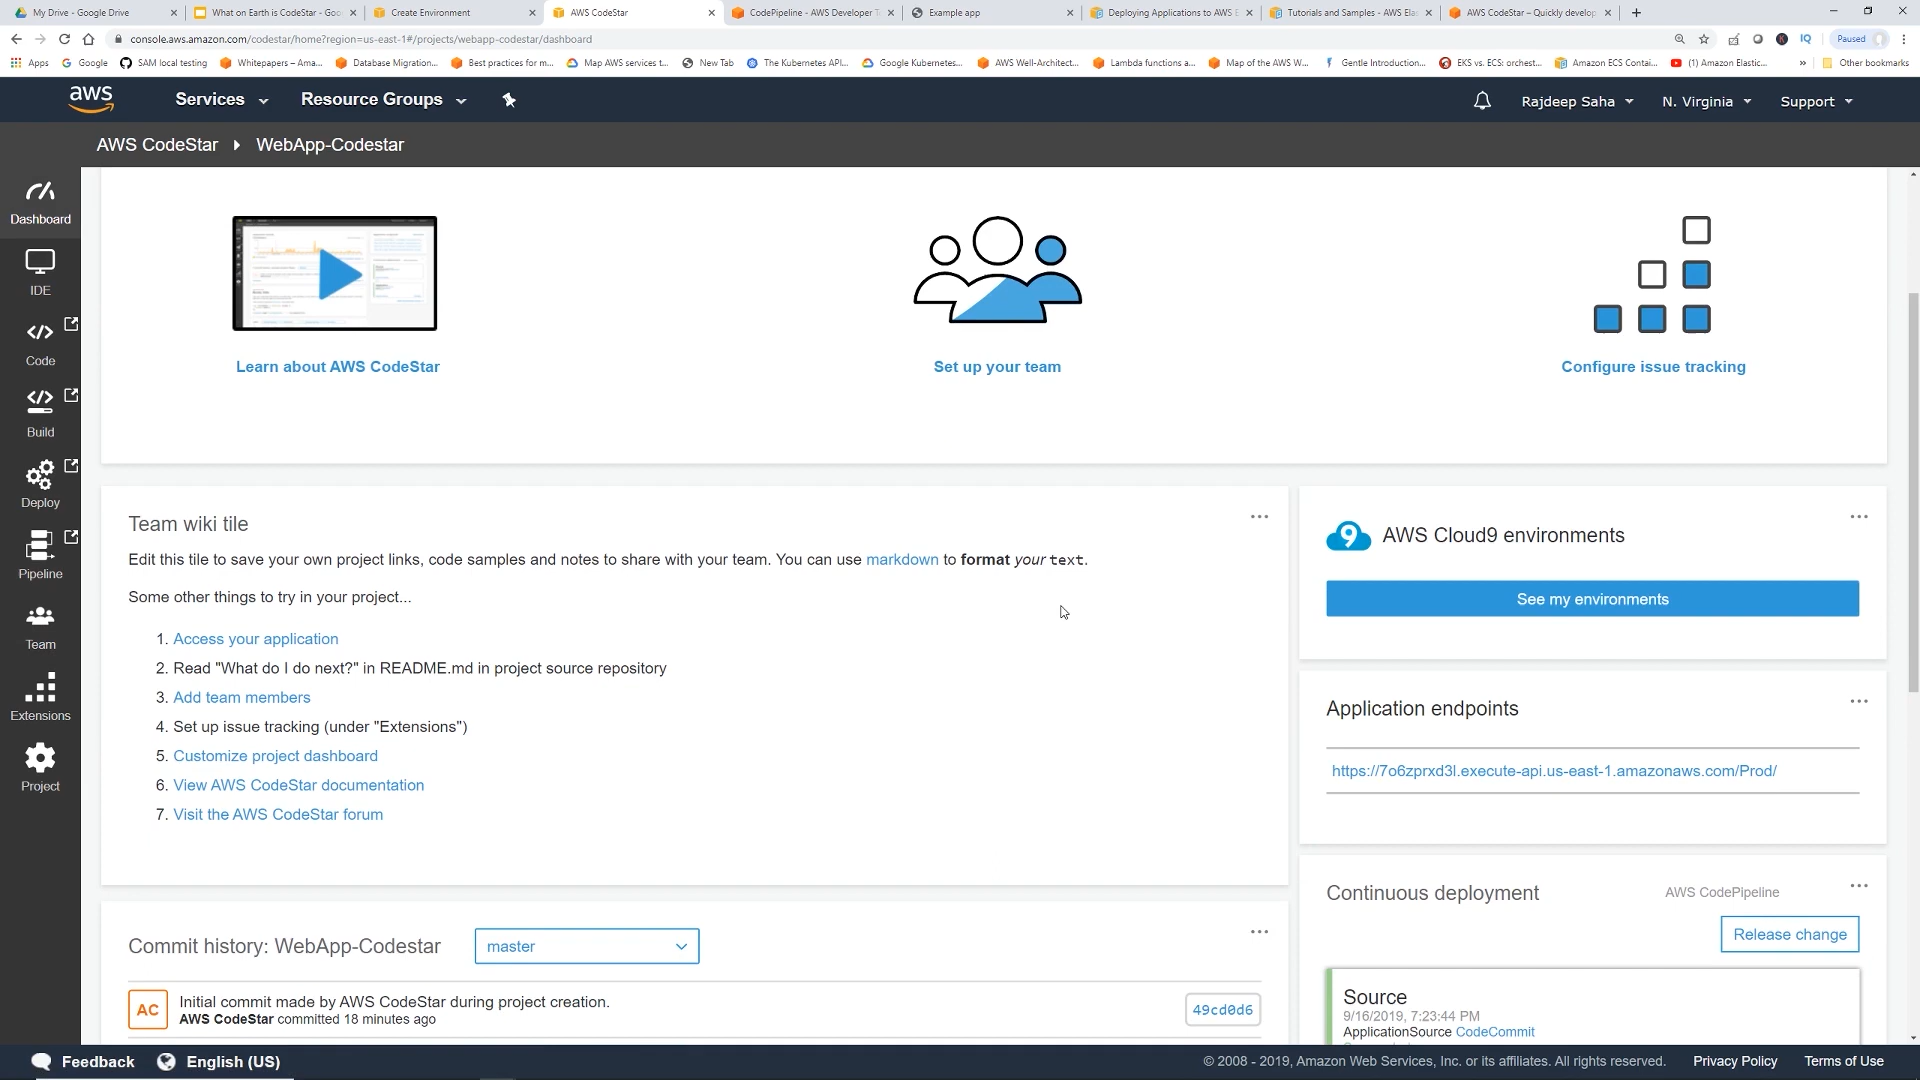 My Drive - Google Drive
What on Earth is CodeStar - Goo
Create Environment
AWS CodeStar
CodePipeline - AWS Developer T
Example app
Deploying Applications to AWS E
Tutorials and Samples - AWS Ela
AWS CodeStar – Quickly develop
console.aws.amazon.com/codestar/home?region=us-east-1#/projects/webapp-codestar/dashboard
IQ
Paused
Apps
Google
SAM local testing
Whitepapers – Ama...
Database Migration...
Best practices for m...
Map AWS services t...
New Tab
The Kubernetes API...
Google Kubernetes...
AWS Well-Architect...
Lambda functions a...
Map of the AWS W...
Gentle Introduction...
EKS vs. ECS: orchest...
Amazon ECS Contai...
(1) Amazon Elastic...
»
Other bookmarks
aws
Services
Resource Groups
Rajdeep Saha
N. Virginia
Support
AWS CodeStar
WebApp-Codestar
Dashboard
IDE
Code
Build
Deploy
Pipeline
Team
Extensions
Project
Learn about AWS CodeStar
Set up your team
Configure issue tracking
Team wiki tile
Edit this tile to save your own project links, code samples and notes to share with your team. You can use markdown to format your text.
Some other things to try in your project...
1. Access your application
2. Read "What do I do next?" in README.md in project source repository
3. Add team members
4. Set up issue tracking (under "Extensions")
5. Customize project dashboard
6. View AWS CodeStar documentation
7. Visit the AWS CodeStar forum
9
AWS Cloud9 environments
See my environments
Application endpoints
https://7o6zprxd3l.execute-api.us-east-1.amazonaws.com/Prod/
Continuous deployment
AWS CodePipeline
Release change
Source
9/16/2019, 7:23:44 PM
ApplicationSource CodeCommit
Commit history: WebApp-Codestar
master
AC
Initial commit made by AWS CodeStar during project creation.
AWS CodeStar committed 18 minutes ago
49cd0d6
Feedback
English (US)
© 2008 - 2019, Amazon Web Services, Inc. or its affiliates. All rights reserved.
Privacy Policy
Terms of Use